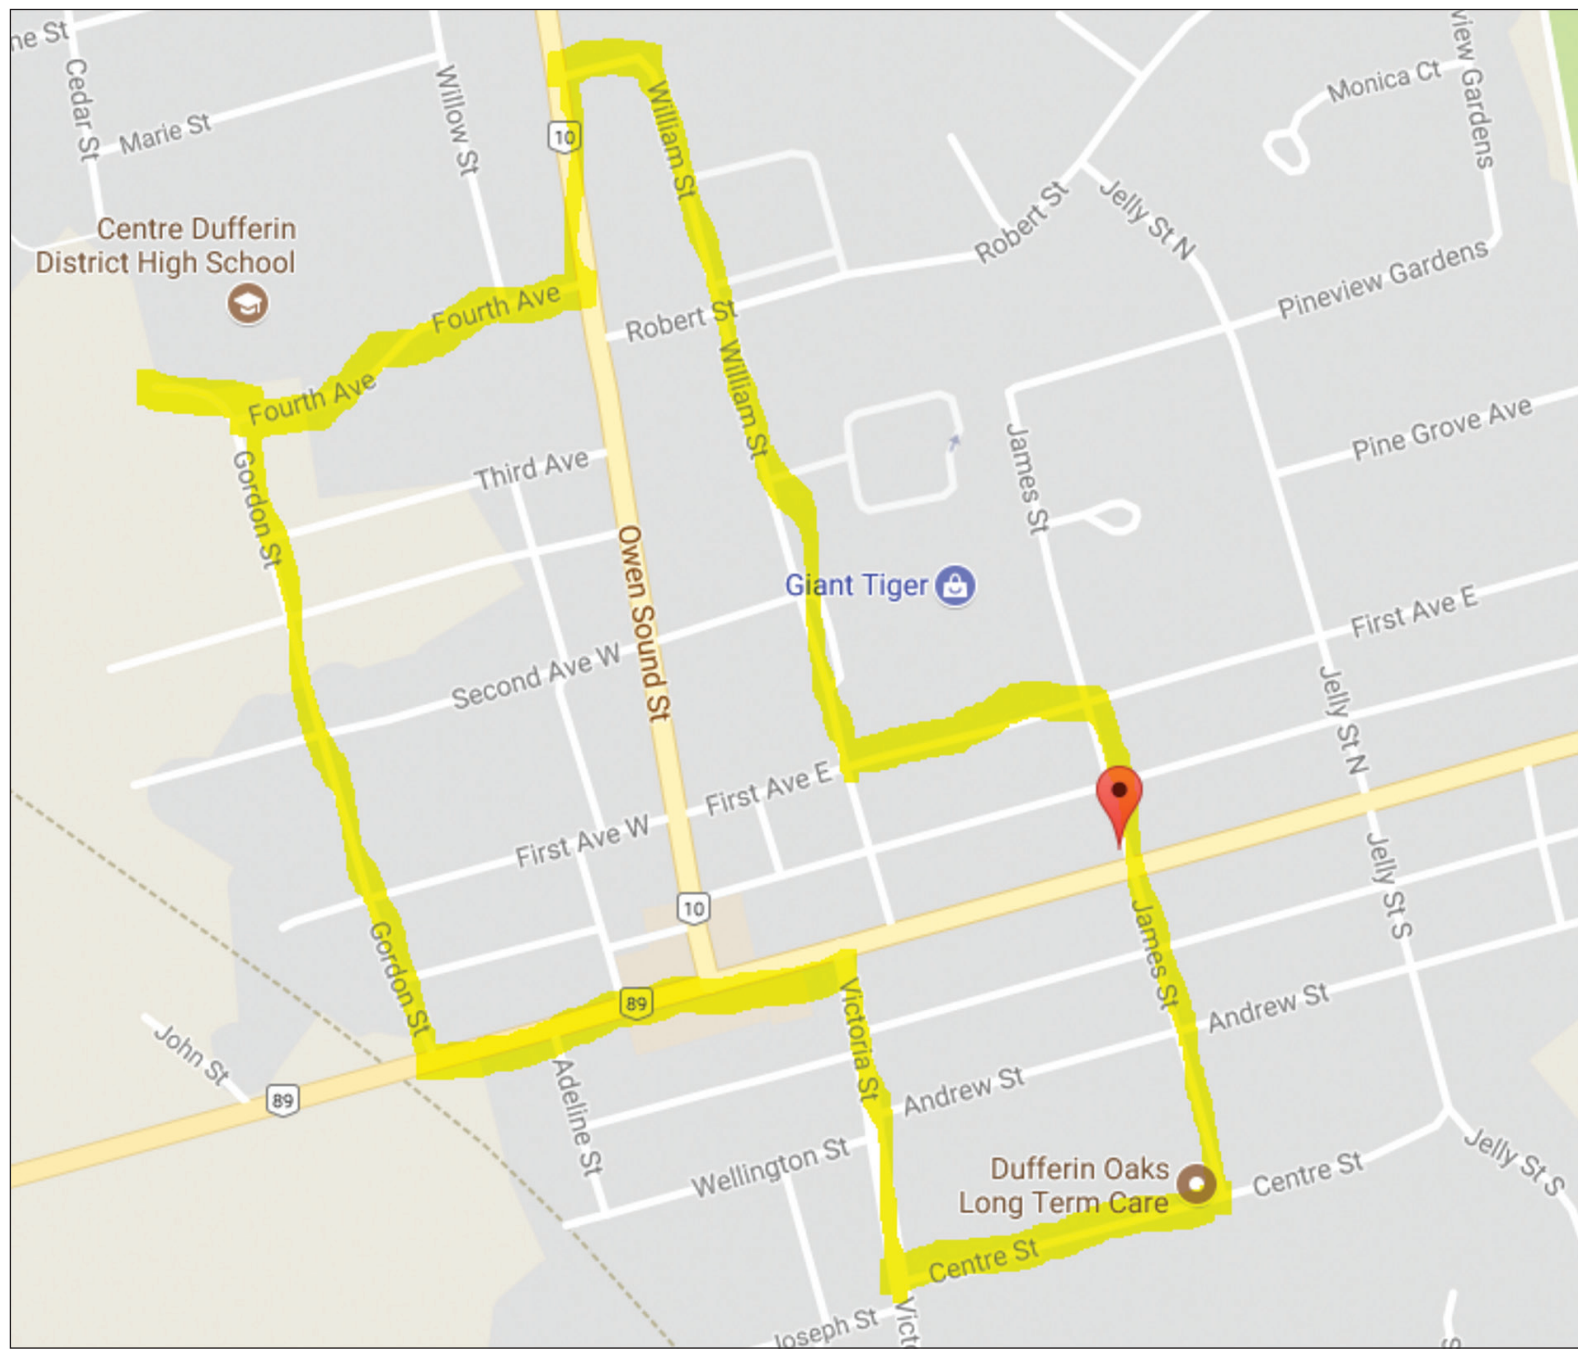 ne St
Cedar St
Marie St
Willow St
10
William St
Monica Ct
view Gardens
Centre Dufferin
District High School
Robert St
Jelly St N
Pineview Gardens
Fourth Ave
Robert St
Fourth Ave
William St
Gordon St
Third Ave
James St
Pine Grove Ave
Owen Sound St
Giant Tiger
First Ave E
Second Ave W
Jelly St N
First Ave E
First Ave W
10
Jelly St S
James St
Gordon St
89
Victoria St
Andrew St
John St
89
Adeline St
Andrew St
Wellington St
Dufferin Oaks
Long Term Care
Centre St
Jelly St S
Centre St
Joseph St
Vict
S